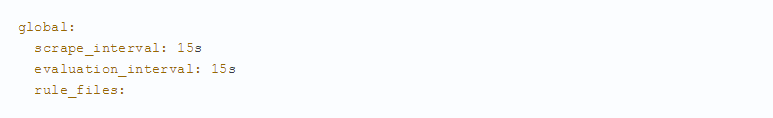 global:
  scrape_interval: 15s
  evaluation_interval: 15s
  rule_files: